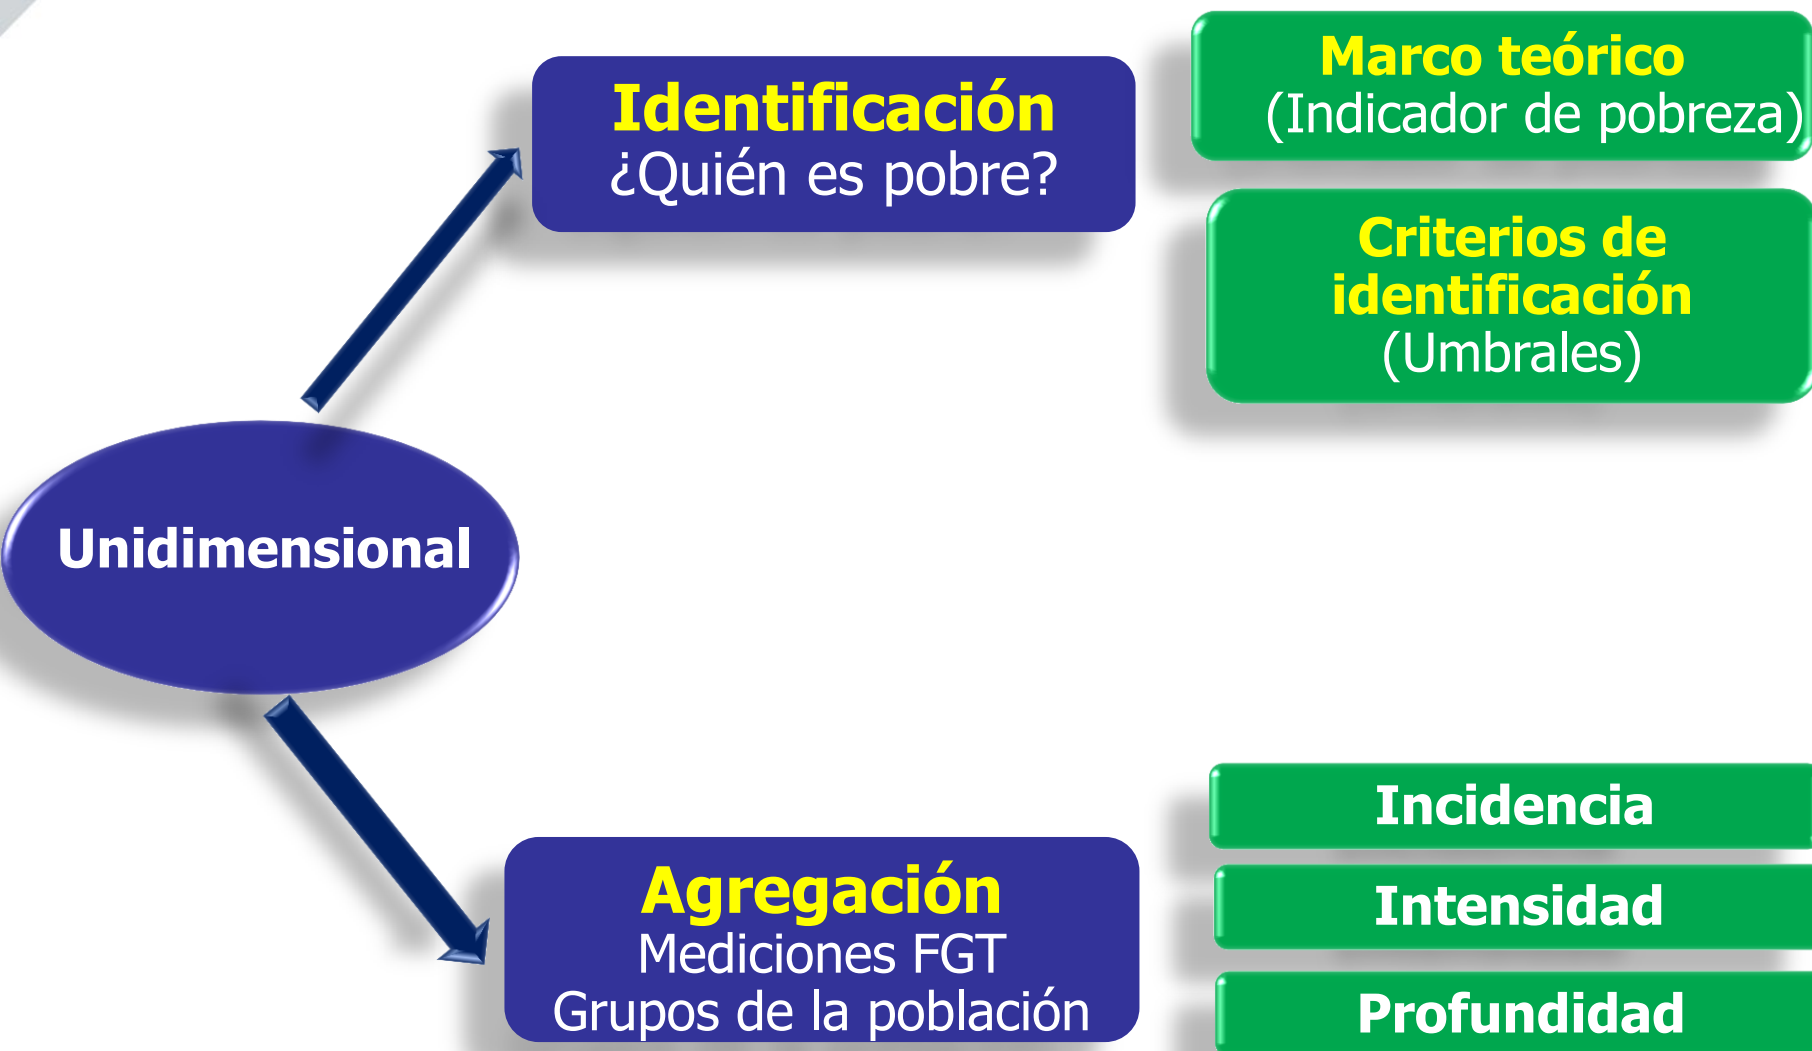 Identificación
¿Quién es pobre?
Marco teórico
(Indicador de pobreza)
Criterios de
identificación
(Umbrales)
Unidimensional
Agregación
Mediciones FGT
Grupos de la población
Incidencia
Intensidad
Profundidad